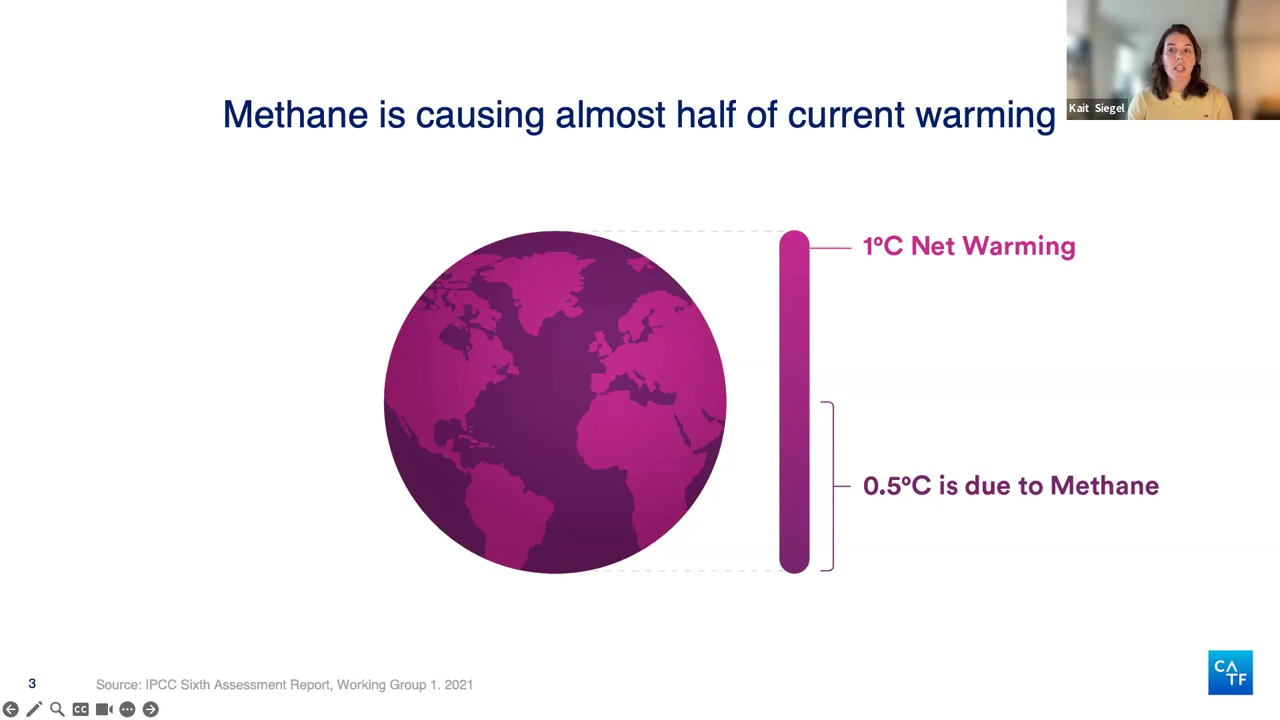 Kait Siegel
Methane is causing almost half of current warming
1°C Net Warming
0.5°C is due to Methane
3
Source: IPCC Sixth Assessment Report, Working Group 1. 2021
CC
CA
TF